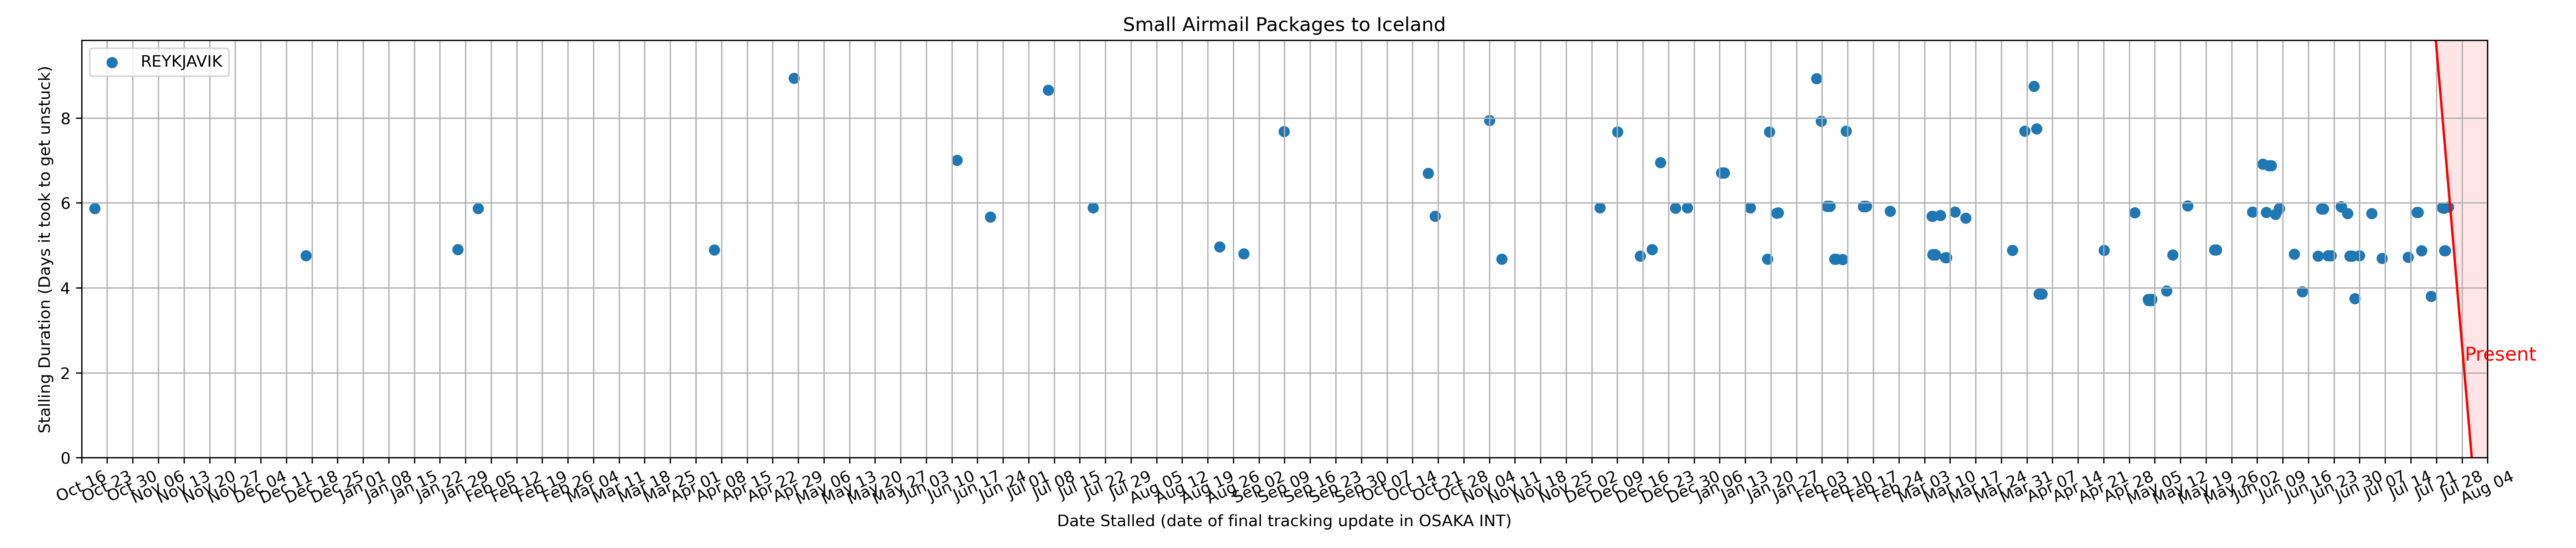 Small Airmail Packages to Iceland
REYKJAVIK
Stalling Duration (Days it took to get unstuck)
8
6
4
2
0
Present
Oct 16
Oct 23
Oct 30
Nov 06
Nov 13
Nov 20
Nov 27
Dec 04
Dec 11
Dec 18
Dec 25
Jan 01
Jan 08
Jan 15
Jan 22
Jan 29
Feb 05
Feb 12
Feb 19
Feb 26
Mar 04
Mar 11
Mar 18
Mar 25
Apr 01
Apr 08
Apr 15
Apr 22
Apr 29
May 06
May 13
May 20
May 27
Jun 03
Jun 10
Jun 17
Jun 24
Jul 01
Jul 08
Jul 15
Jul 22
Jul 29
Aug 05
Aug 12
Aug 19
Aug 26
Sep 02
Sep 09
Sep 16
Sep 23
Sep 30
Oct 07
Oct 14
Oct 21
Oct 28
Nov 04
Nov 11
Nov 18
Nov 25
Dec 02
Dec 09
Dec 16
Dec 23
Dec 30
Jan 06
Jan 13
Jan 20
Jan 27
Feb 03
Feb 10
Feb 17
Feb 24
Mar 03
Mar 10
Mar 17
Mar 24
Mar 31
Apr 07
Apr 14
Apr 21
Apr 28
May 05
May 12
May 19
May 26
Jun 02
Jun 09
Jun 16
Jun 23
Jun 30
Jul 07
Jul 14
Jul 21
Jul 28
Aug 04
Date Stalled (date of final tracking update in OSAKA INT)